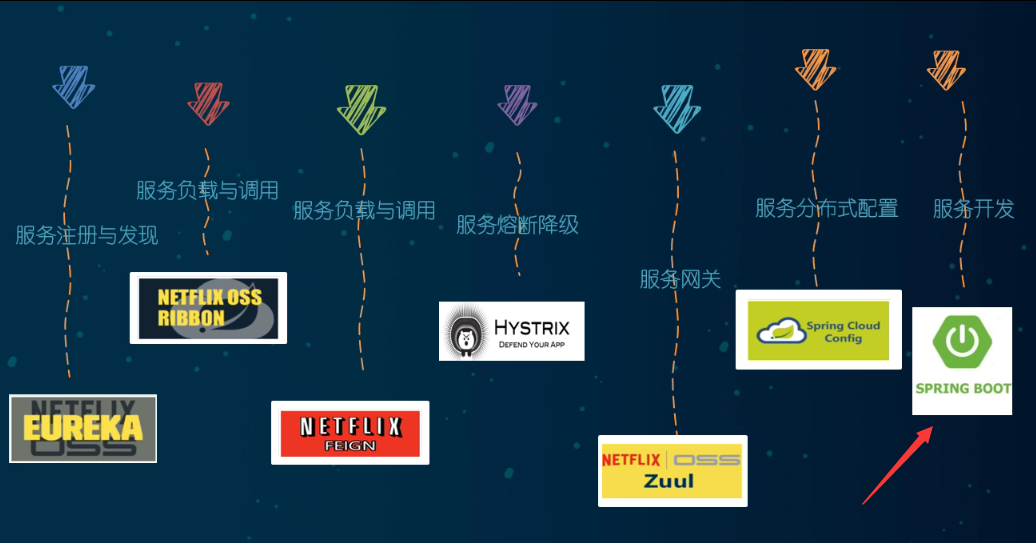 服务注册与发现
NETFLIX
EUREKA
OSS
服务负载与调用
NETFLIX OSS
RIBBON
服务负载与调用
NETFLIX
FEIGN
服务熔断降级
HYSTRIX
DEFEND YOUR APP
服务网关
NETFLIX | OSS
Zuul
服务分布式配置
Spring Cloud
Config
服务开发
SPRING BOOT